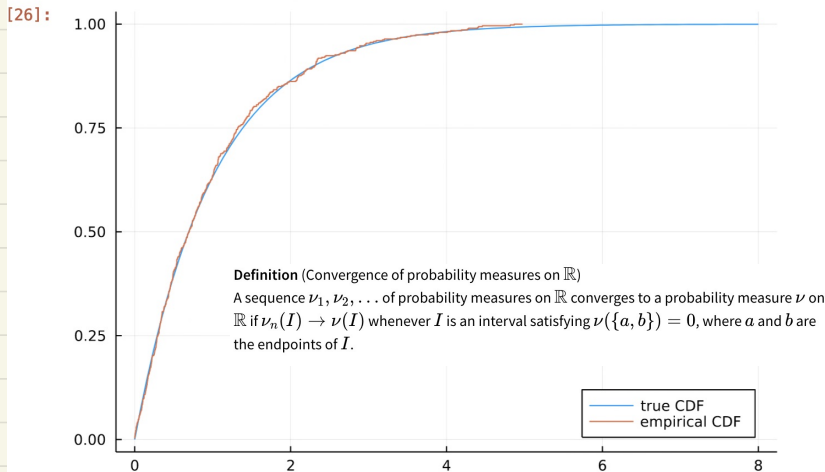 [26]:
1.00
0.75
0.50
Definition (Convergence of probability measures on ℝ)
A sequence ν₁, ν₂, … of probability measures on ℝ converges to a probability measure ν on
ℝ if νₙ(I) → ν(I) whenever I is an interval satisfying ν({a, b}) = 0, where a and b are
0.25
the endpoints of I.
true CDF
empirical CDF
0.00
0 2 4 6 8